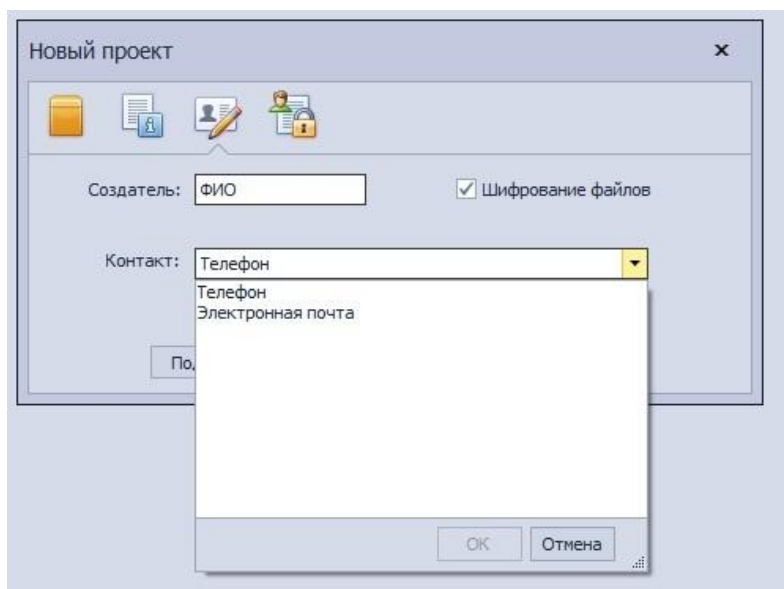 Новый проект
Создатель: ФИО
Шифрование файлов
Контакт: Телефон
Телефон
Электронная почта
ОК Отмена